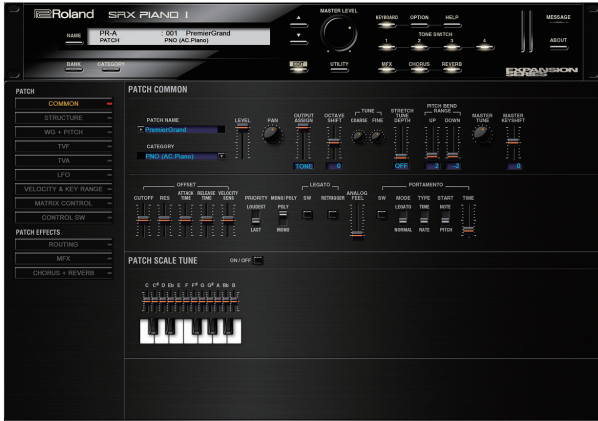 Roland SRX PIANO I
MASTER LEVEL
KEYBOARD OPTION HELP
MESSAGE
NAME
PR-A : 001 PremierGrand
PATCH PNO (AC.Piano)
TONE SWITCH
1 2 3 4
ABOUT
BANK CATEGORY
EDIT UTILITY
MFX CHORUS REVERB
EXPANSION
SERIES
PATCH
COMMON
STRUCTURE
WG + PITCH
TVF
TVA
LFO
VELOCITY & KEY RANGE
MATRIX CONTROL
CONTROL SW
PATCH EFFECTS
ROUTING
MFX
CHORUS + REVERB
PATCH COMMON
PATCH NAME
PremierGrand
CATEGORY
PNO (AC.Piano)
LEVEL
PAN
OUTPUT
ASSIGN
TONE
OCTAVE
SHIFT
0
TUNE
COARSE FINE
STRETCH
TUNE
DEPTH
OFF
PITCH BEND
RANGE
UP DOWN
2 -2
MASTER
TUNE
MASTER
KEYSHIFT
0
OFFSET
CUTOFF RES ATTACK TIME RELEASE TIME VELOCITY SENS
PRIORITY
LOUDEST
LAST
MONO/POLY
POLY
MONO
LEGATO
SW RETRIGGER
ANALOG
FEEL
PORTAMENTO
SW MODE TYPE START TIME
LEGATO TIME NOTE
NORMAL RATE PITCH
PATCH SCALE TUNE
ON / OFF
C C# D Eb E F F# G G# A Bb B